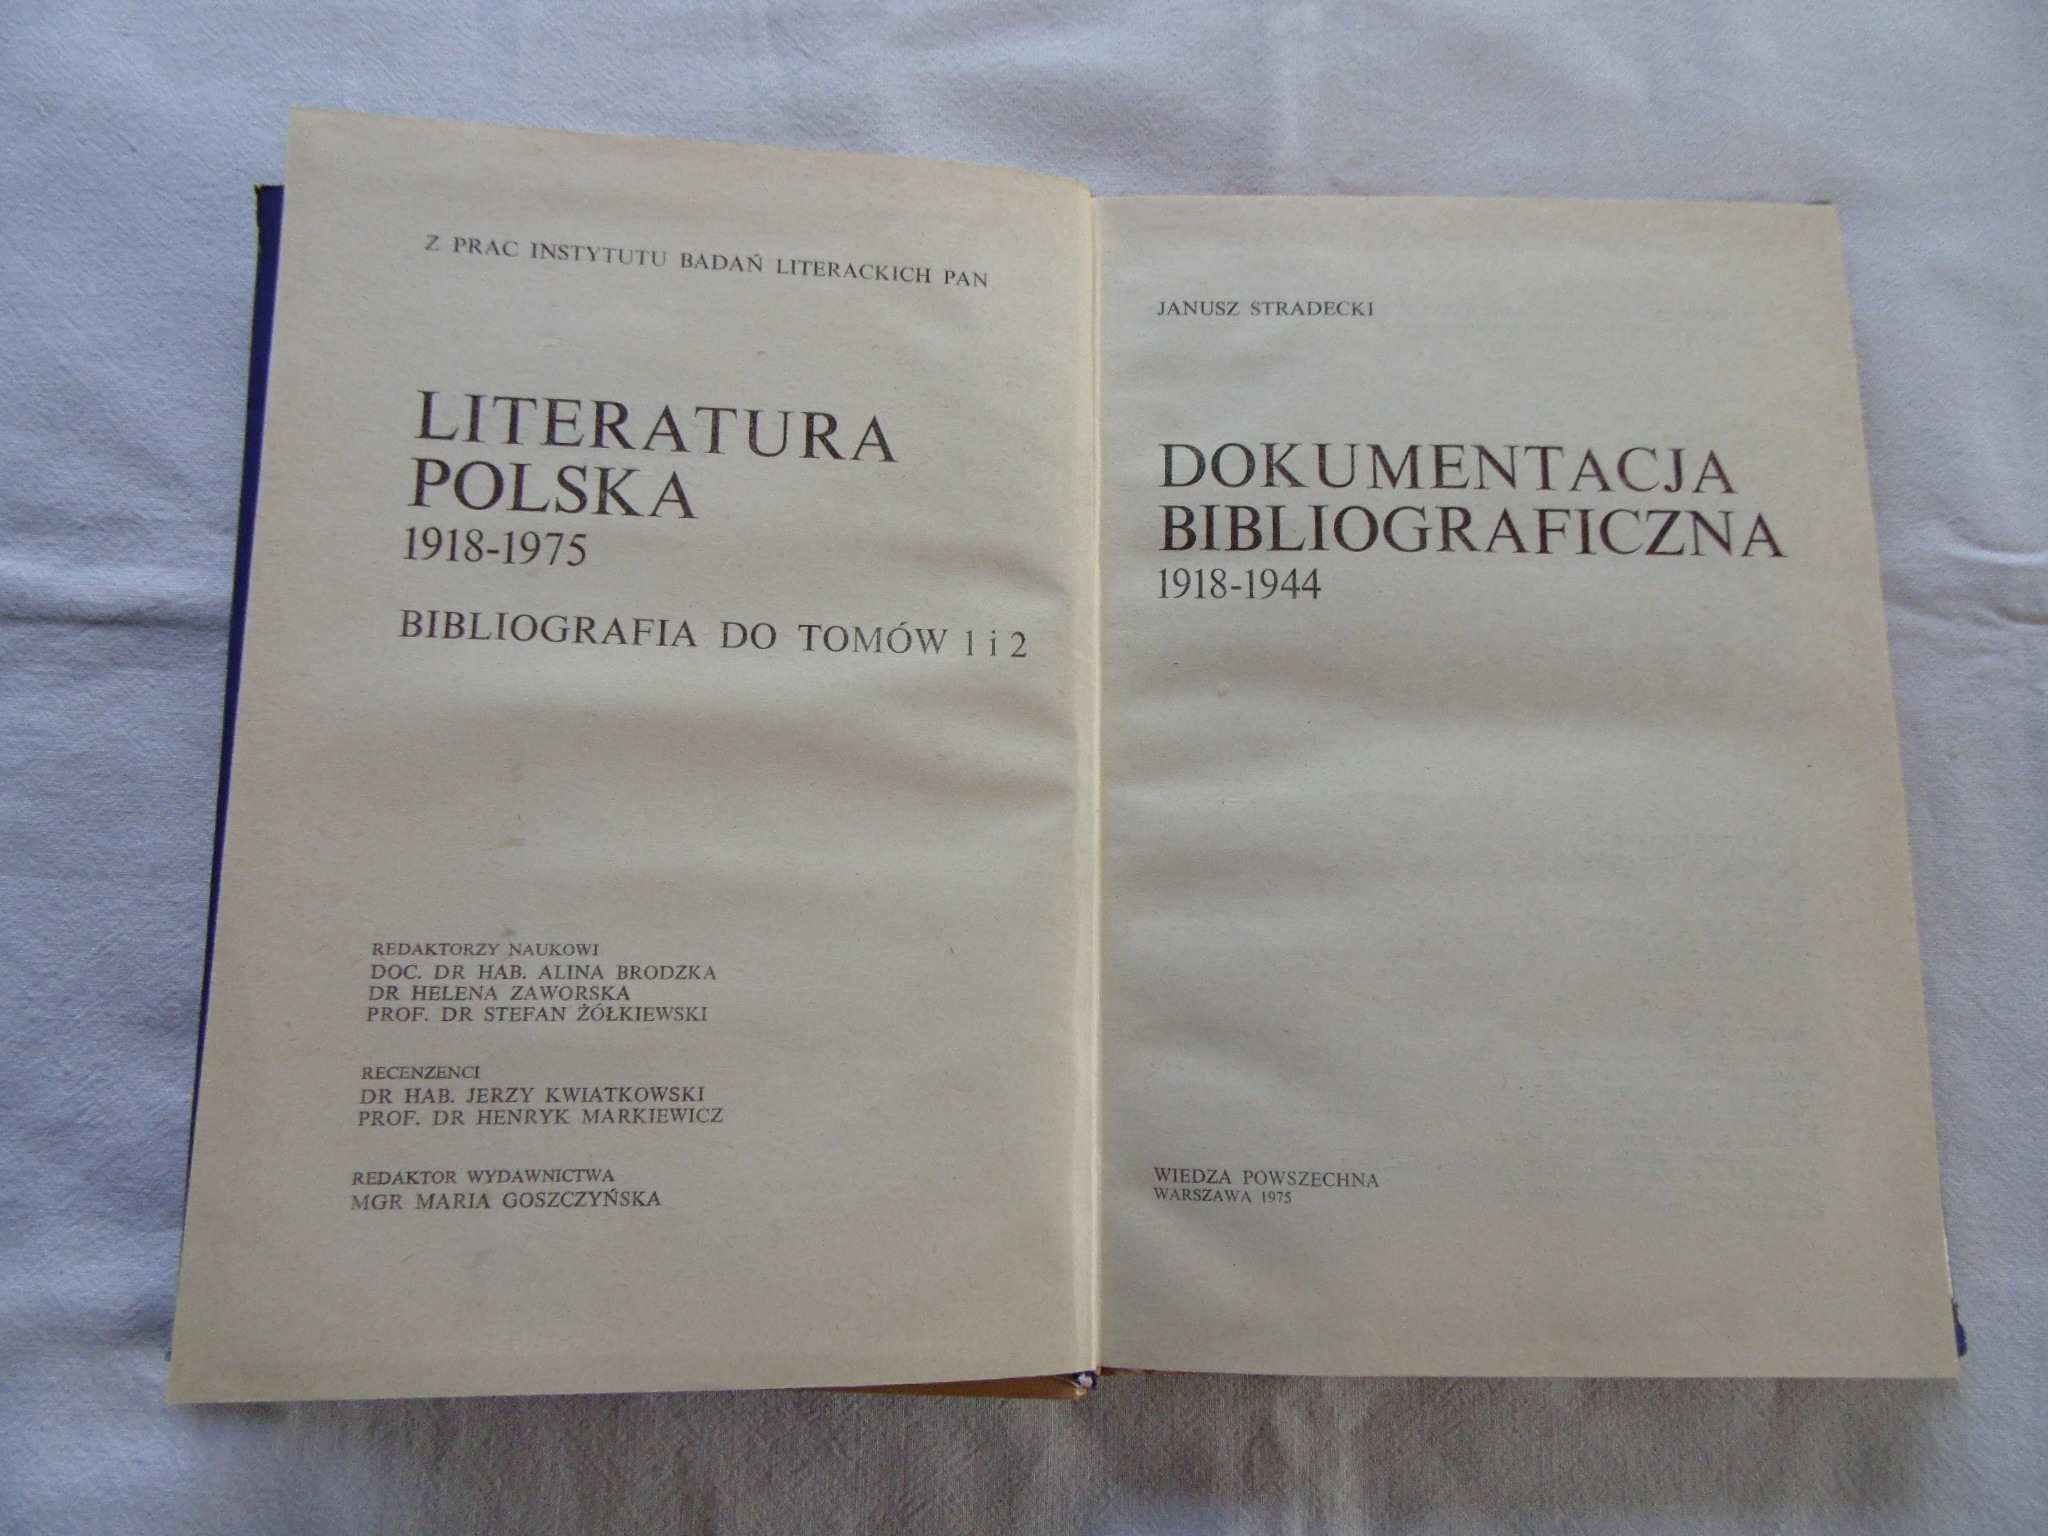 Z PRAC INSTYTUTU BADAŃ LITERACKICH PAN
LITERATURA
POLSKA
1918-1975
BIBLIOGRAFIA DO TOMÓW 1 i 2
REDAKTORZY NAUKOWI
DOC. DR HAB. ALINA BRODZKA
DR HELENA ZAWORSKA
PROF. DR STEFAN ŻÓŁKIEWSKI
RECENZENCI
DR HAB. JERZY KWIATKOWSKI
PROF. DR HENRYK MARKIEWICZ
REDAKTOR WYDAWNICTWA
MGR MARIA GOSZCZYŃSKA
JANUSZ STRADECKI
DOKUMENTACJA
BIBLIOGRAFICZNA
1918-1944
WIEDZA POWSZECHNA
WARSZAWA 1975